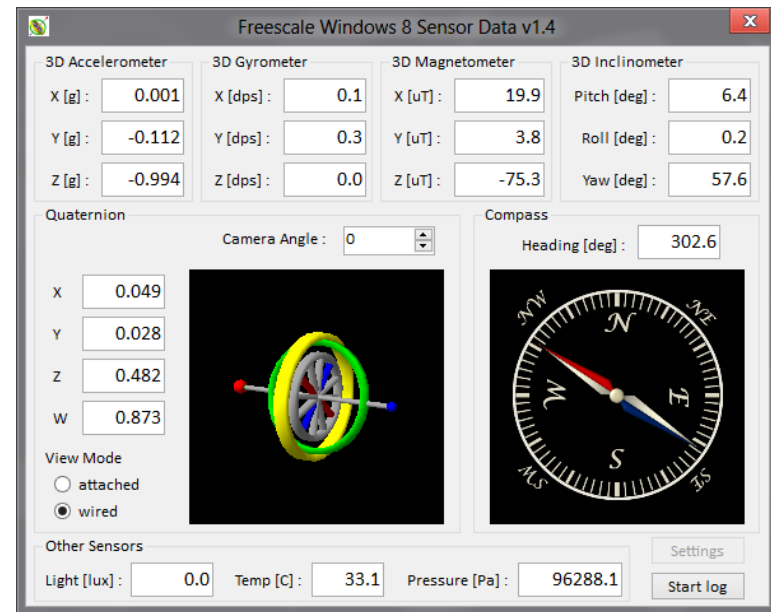 Freescale Windows 8 Sensor Data v1.4
x
3D Accelerometer 3D Gyrometer 3D Magnetometer 3D Inclinometer
X [g] : 0.001 X [dps] : 0.1 X [uT] : 19.9 Pitch [deg] : 6.4
Y [g] : -0.112 Y [dps] : 0.3 Y [uT] : 3.8 Roll [deg] : 0.2
Z [g] : -0.994 Z [dps] : 0.0 Z [uT] : -75.3 Yaw [deg] : 57.6
Quaternion Compass
Camera Angle : 0 Heading [deg] : 302.6
X 0.049
Y 0.028
Z 0.482
W 0.873
NW N NE
W E
SW S SE
View Mode
attached
wired
Other Sensors
Light [lux] : 0.0 Temp [C] : 33.1 Pressure [Pa] : 96288.1
Settings
Start log